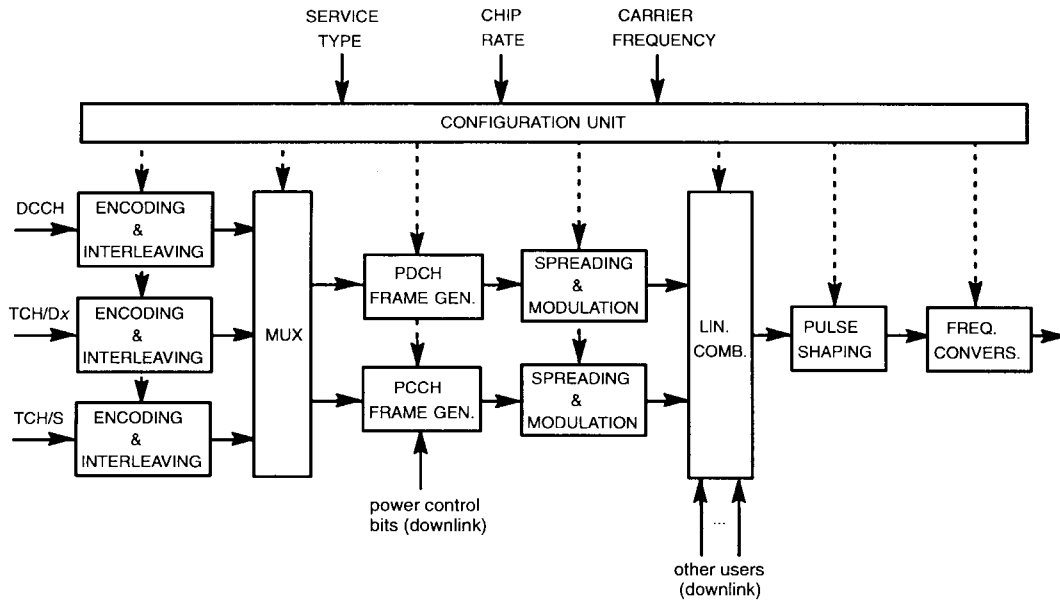 SERVICE
TYPE
CHIP
RATE
CARRIER
FREQUENCY
CONFIGURATION UNIT
DCCH
ENCODING
&
INTERLEAVING
TCH/Dx
ENCODING
&
INTERLEAVING
TCH/S
ENCODING
&
INTERLEAVING
MUX
PDCH
FRAME GEN.
PCCH
FRAME GEN.
power control
bits (downlink)
SPREADING
&
MODULATION
SPREADING
&
MODULATION
LIN.
COMB.
...
other users
(downlink)
PULSE
SHAPING
FREQ.
CONVERS.